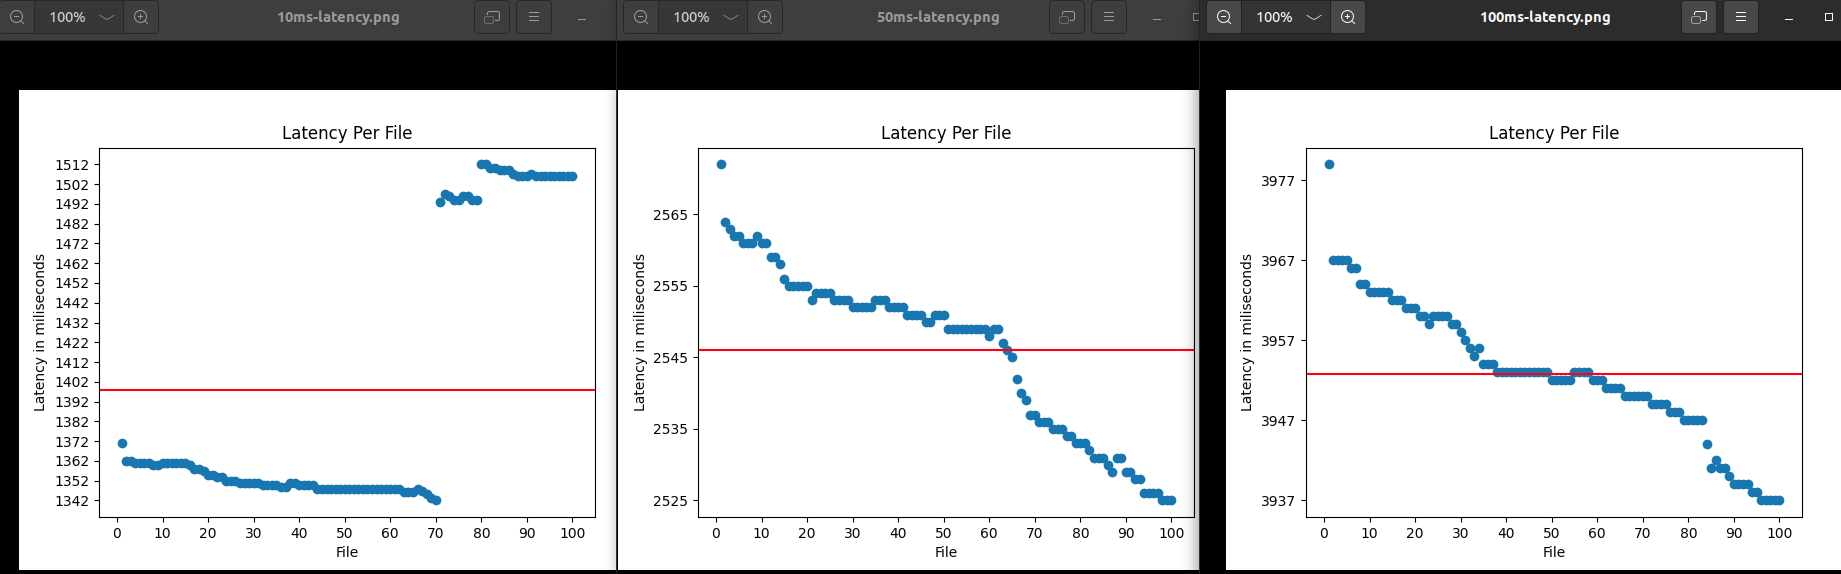 100%
10ms-latency.png
100%
50ms-latency.png
100%
100ms-latency.png
Latency Per File
1512
1502
1492
1482
1472
1462
1452
1442
1432
1422
1412
1402
1392
1382
1372
1362
1352
1342
Latency in miliseconds
0 10 20 30 40 50 60 70 80 90 100
File
Latency Per File
2565
2555
2545
2535
2525
Latency in miliseconds
0 10 20 30 40 50 60 70 80 90 100
File
Latency Per File
3977
3967
3957
3947
3937
Latency in miliseconds
0 10 20 30 40 50 60 70 80 90 100
File